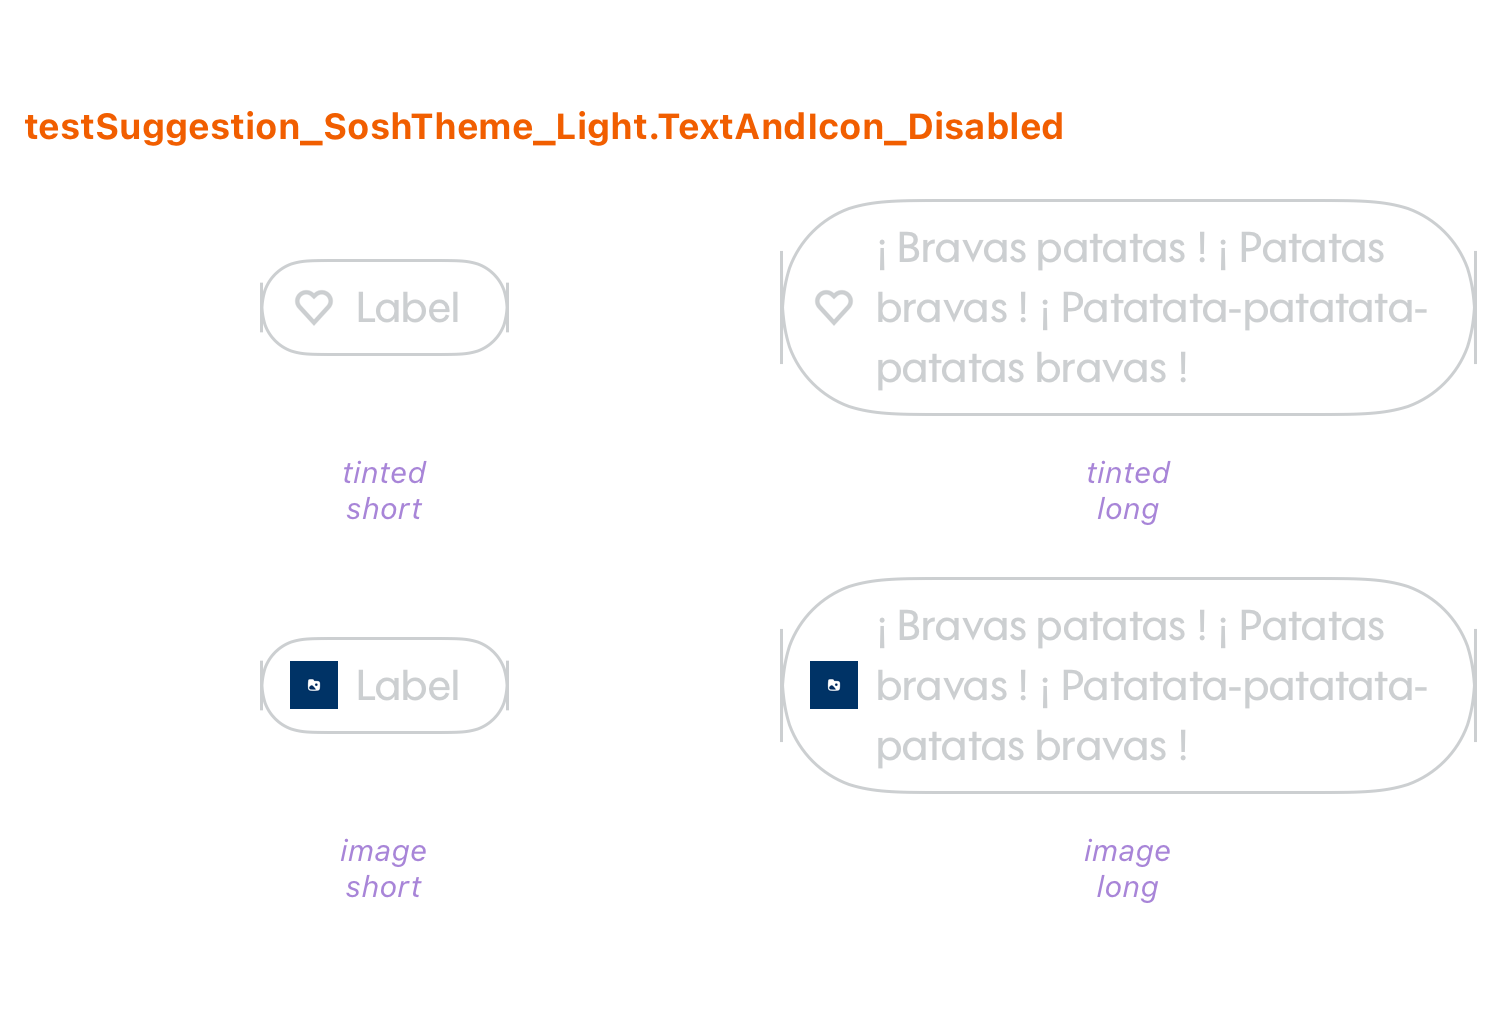 testSuggestion_SoshTheme_Light.TextAndIcon_Disabled
Label
¡ Bravas patatas ! ¡ Patatas
bravas ! ¡ Patatata-patatata-
patatas bravas !
tinted
short
tinted
long
Label
¡ Bravas patatas ! ¡ Patatas
bravas ! ¡ Patatata-patatata-
patatas bravas !
image
short
image
long